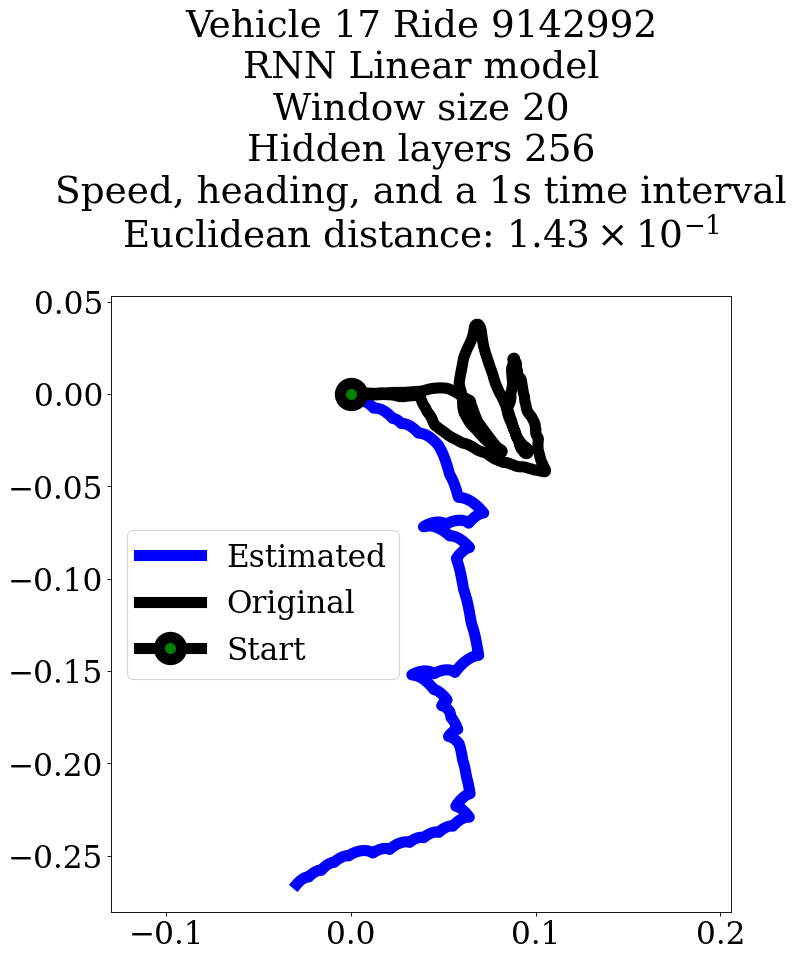 Vehicle 17 Ride 9142992
RNN Linear model
Window size 20
Hidden layers 256
Speed, heading, and a 1s time interval
Euclidean distance: 1.43 × 10⁻¹
0.05
0.00
−0.05
−0.10
−0.15
−0.20
−0.25
Estimated
Original
Start
−0.1 0.0 0.1 0.2